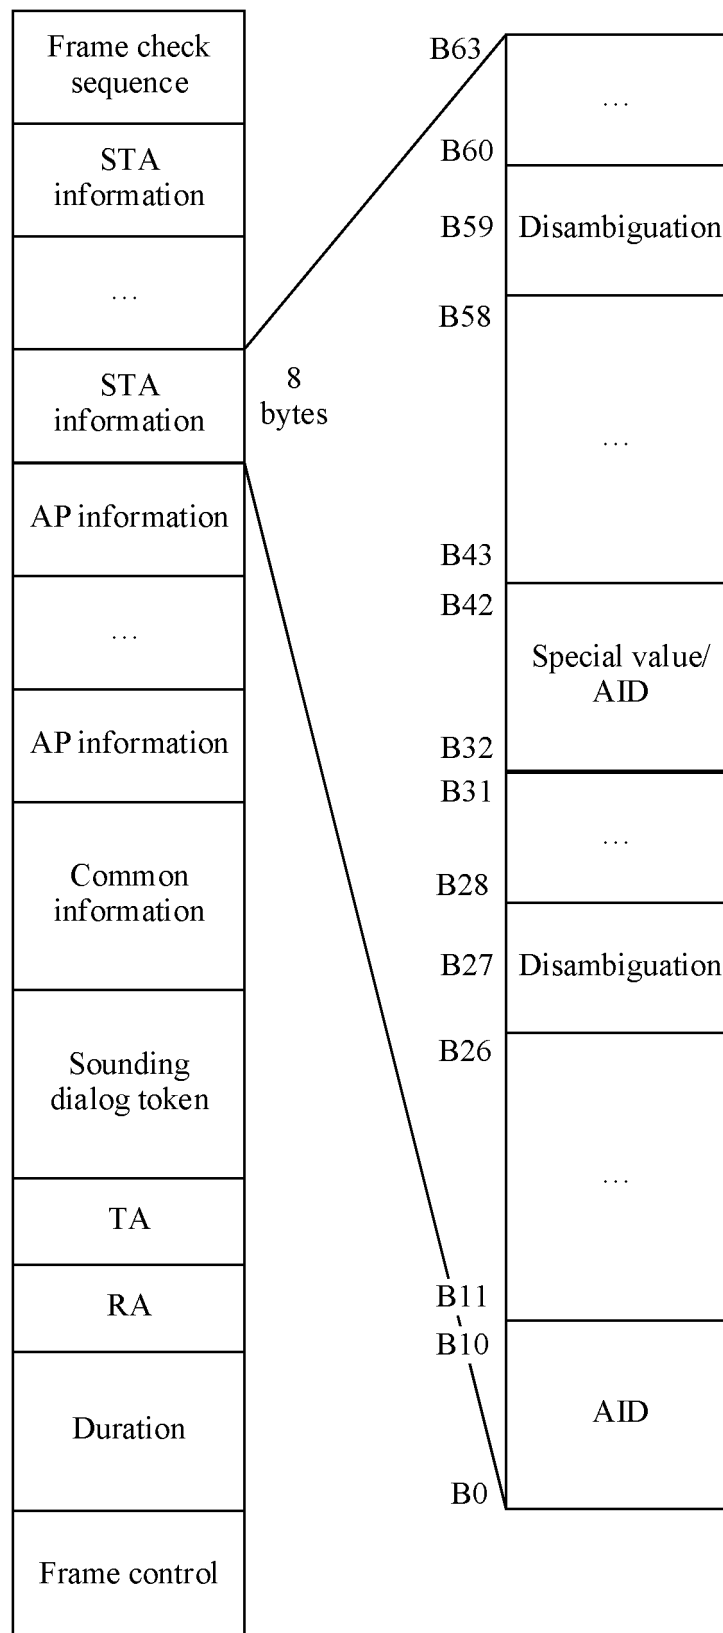 Frame check
sequence
STA
information
...
STA
information
AP information
...
AP information
Common
information
Sounding
dialog token
TA
RA
Duration
Frame control
8
bytes
B63
...
B60
B59
Disambiguation
B58
...
B43
B42
Special value/
AID
B32
B31
...
B28
B27
Disambiguation
B26
...
B11
B10
AID
B0